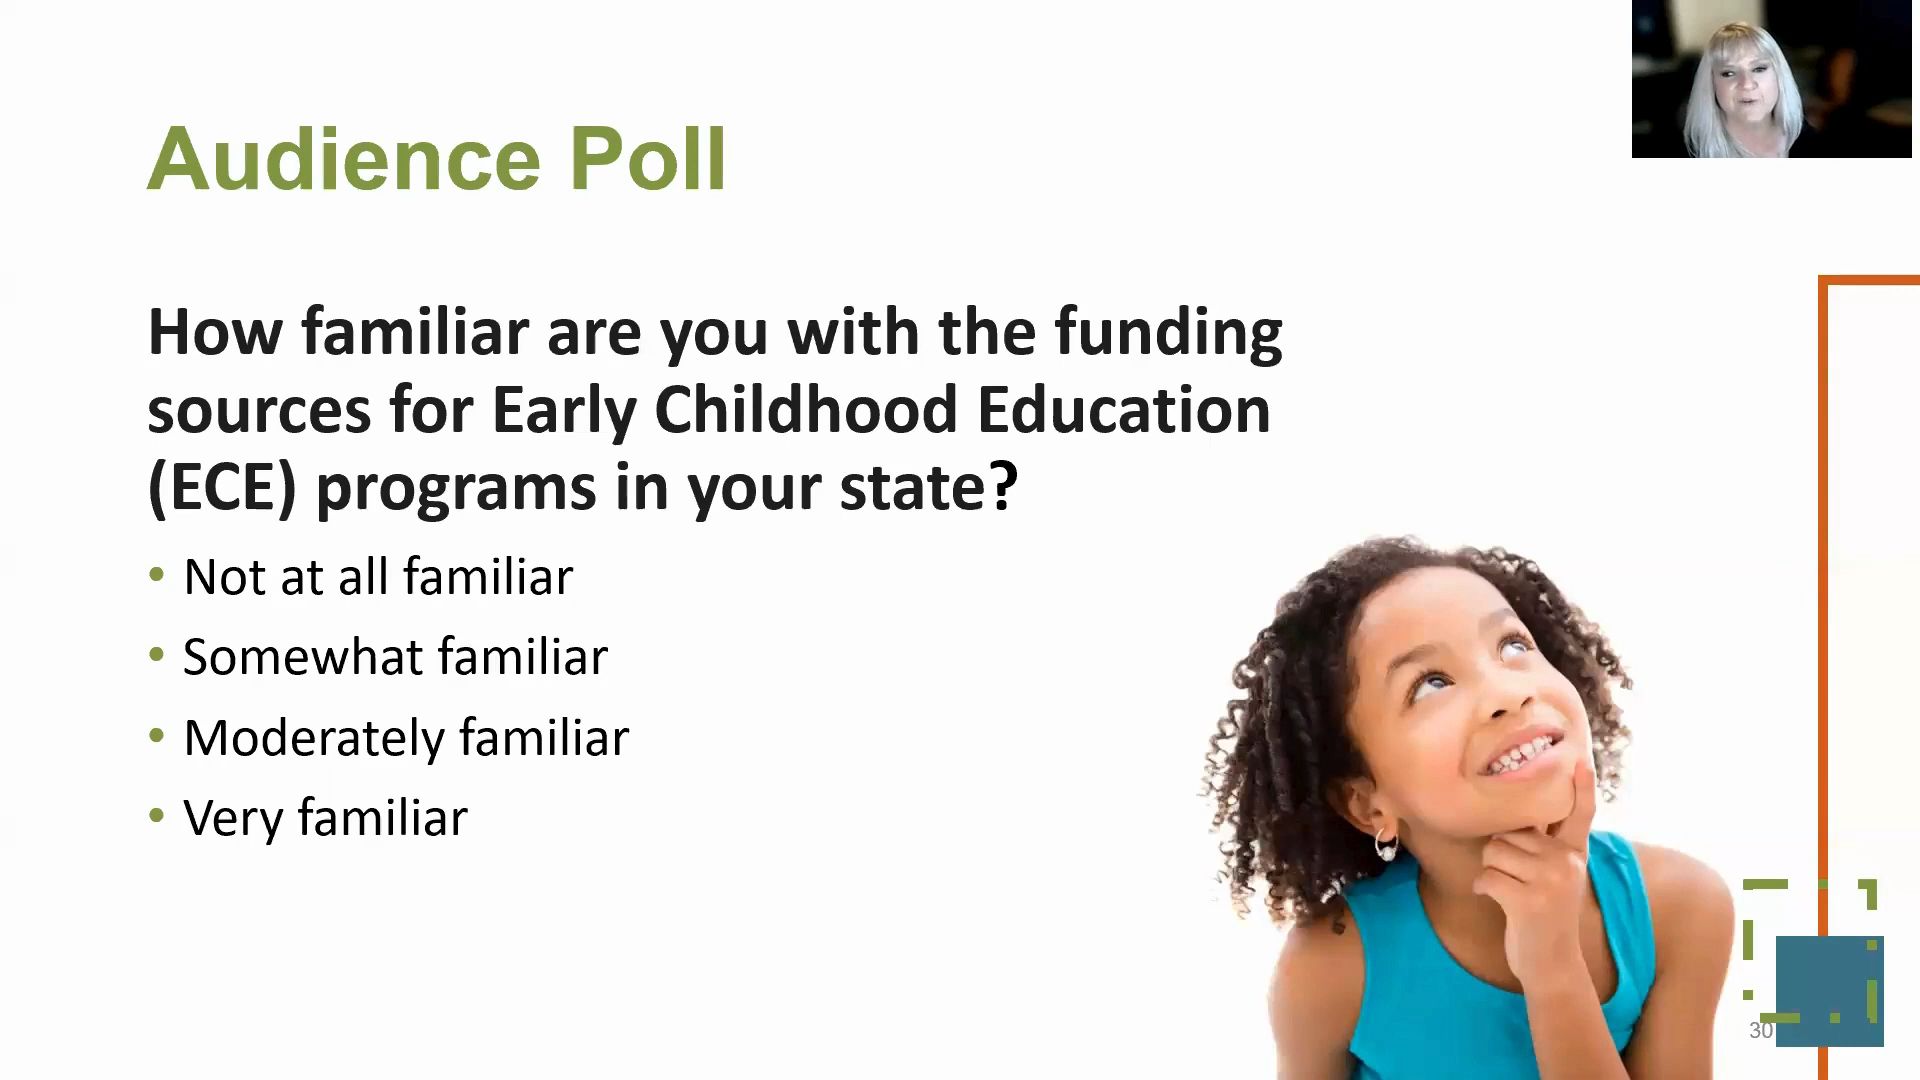 Audience Poll
How familiar are you with the funding
sources for Early Childhood Education
(ECE) programs in your state?
• Not at all familiar
• Somewhat familiar
• Moderately familiar
• Very familiar
30